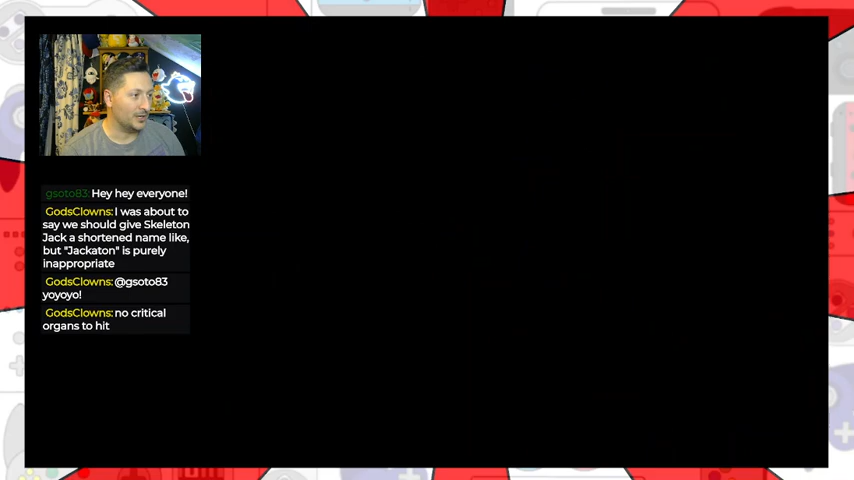 gsoto83: Hey hey everyone!
GodsClowns: I was about to
say we should give Skeleton
Jack a shortened name like,
but "Jackaton" is purely
inappropriate
GodsClowns: @gsoto83
yoyoyo!
GodsClowns: no critical
organs to hit